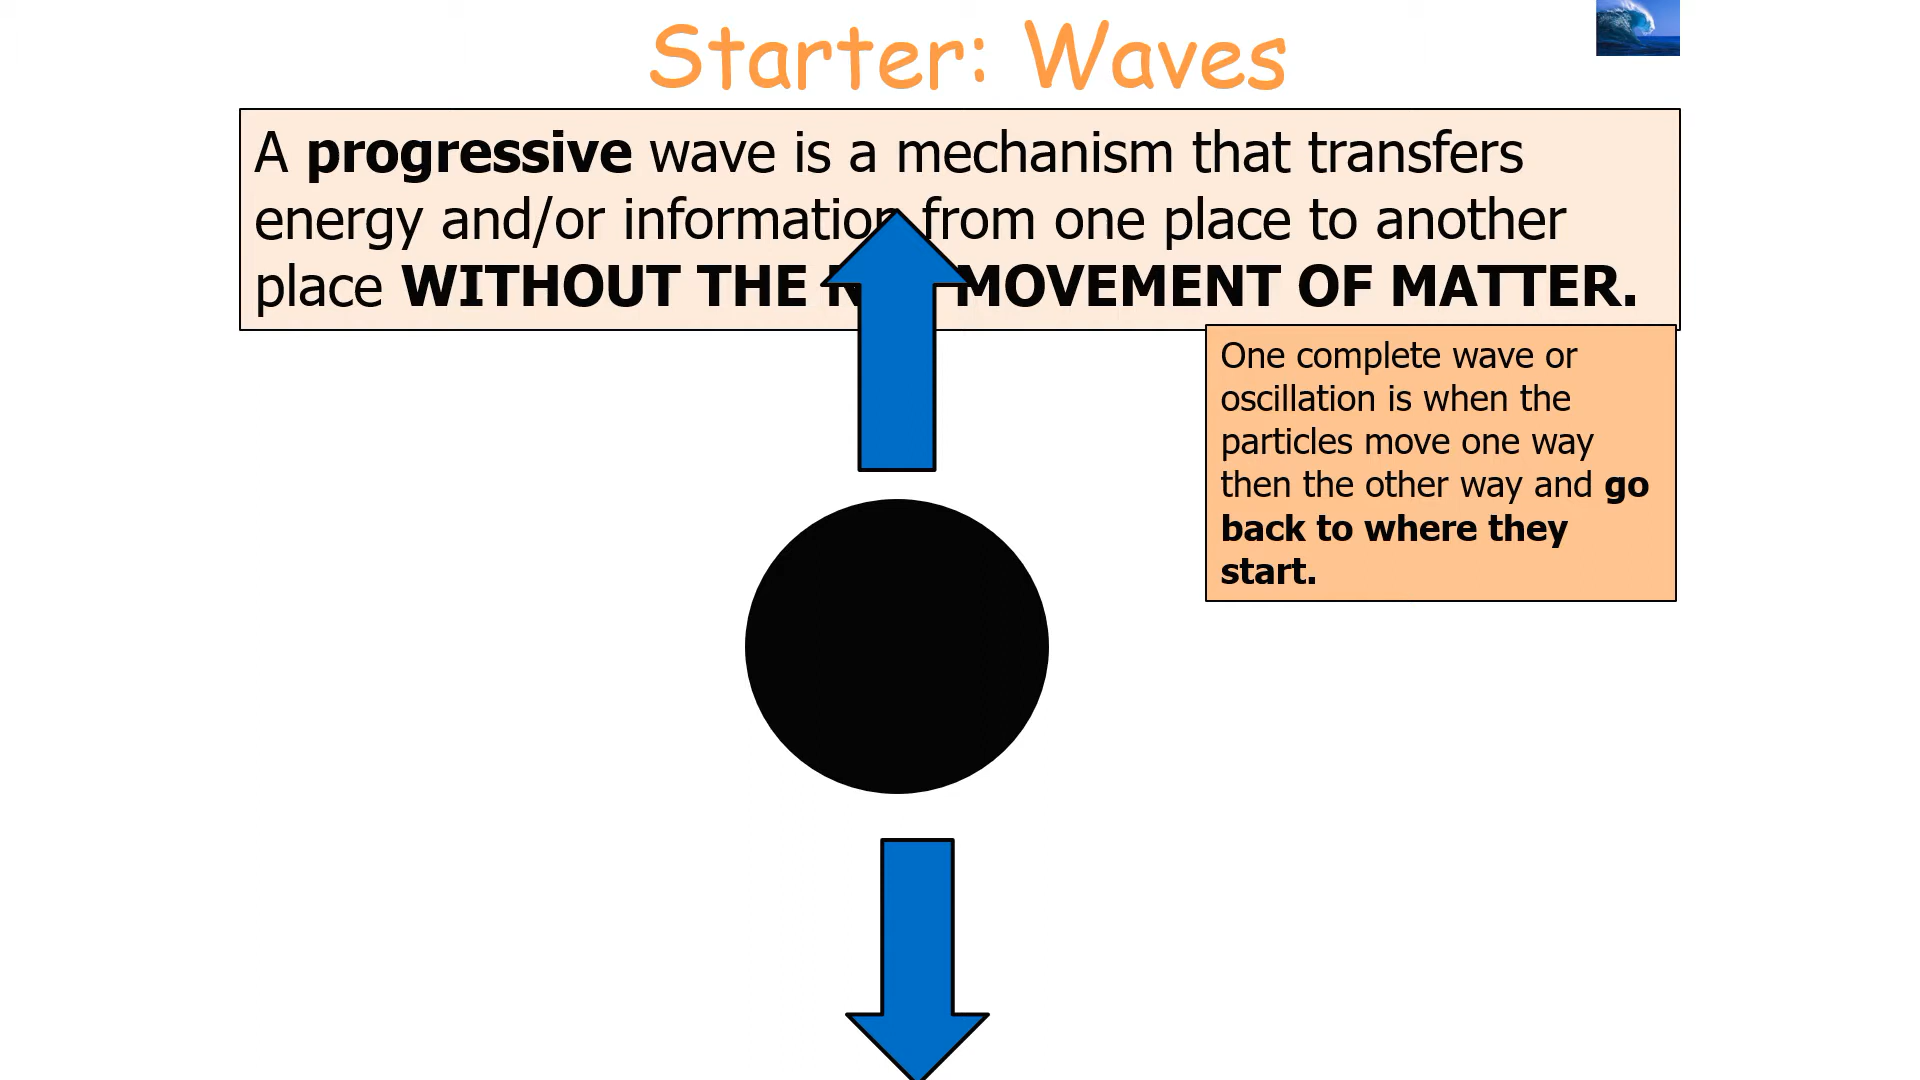 Starter: Waves
A progressive wave is a mechanism that transfers
energy and/or information from one place to another
place WITHOUT THE MOVEMENT OF MATTER.
One complete wave or
oscillation is when the
particles move one way
then the other way and go
back to where they
start.